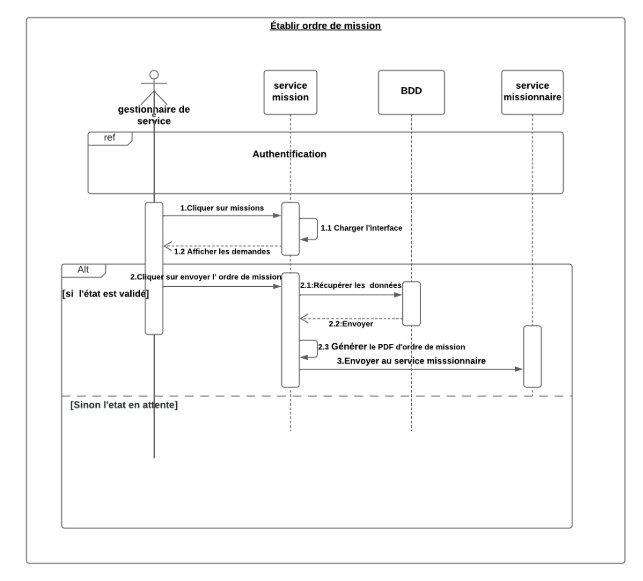 Établir ordre de mission
gestionnaire de
service
service
mission
BDD
service
missionnaire
ref
Authentification
1.Cliquer sur missions
1.1 Charger l'interface
1.2 Afficher les demandes
Alt
2.Cliquer sur envoyer l' ordre de mission
[si l'état est validé]
2.1:Récupérer les données
2.2:Envoyer
2.3 Générer le PDF d'ordre de mission
3.Envoyer au service misssionnaire
[Sinon l'etat en attente]